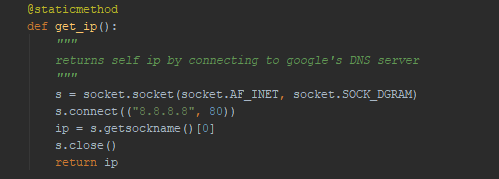 @staticmethod
def get_ip():
    """
    returns self ip by connecting to google's DNS server
    """
    s = socket.socket(socket.AF_INET, socket.SOCK_DGRAM)
    s.connect(("8.8.8.8", 80))
    ip = s.getsockname()[0]
    s.close()
    return ip